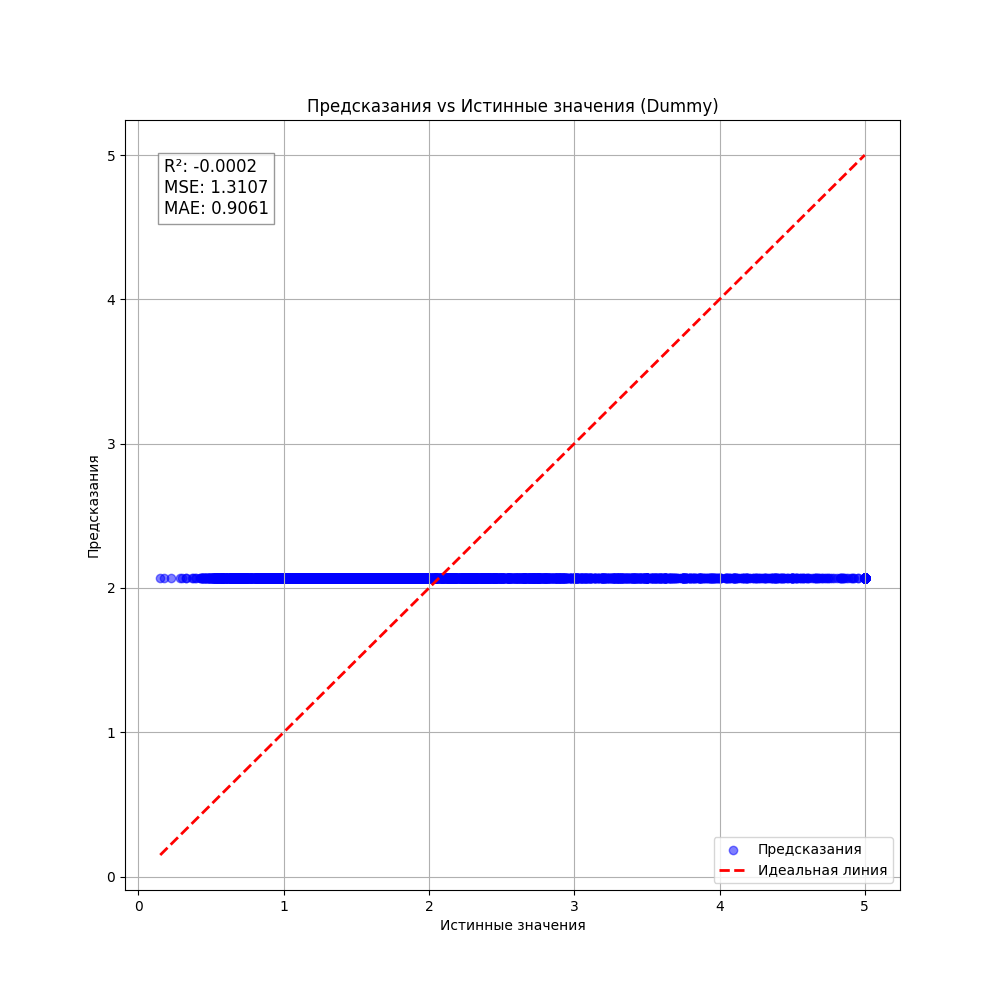 Предсказания vs Истинные значения (Dummy)
R²: -0.0002
MSE: 1.3107
MAE: 0.9061
5
4
3
2
1
0
Предсказания
0 1 2 3 4 5
Истинные значения
Предсказания
Идеальная линия